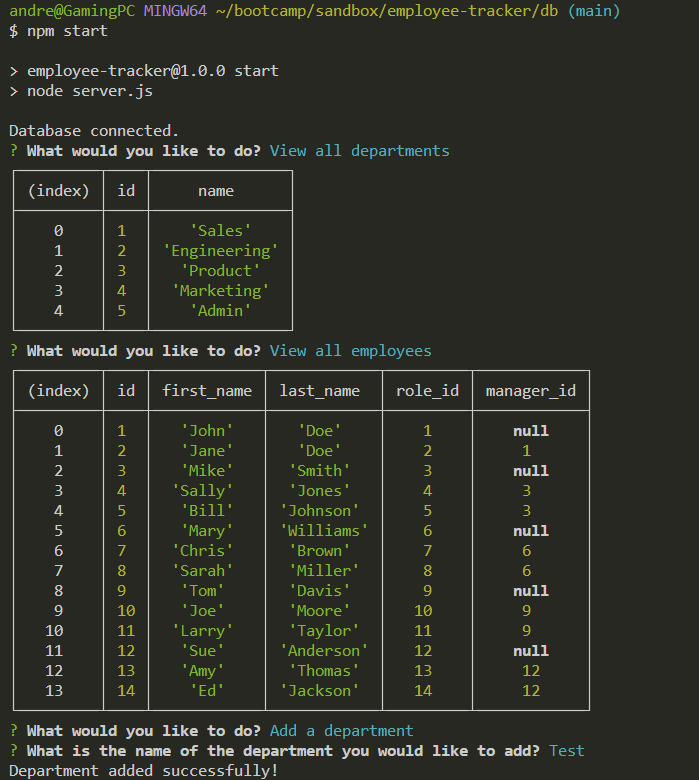 andre@GamingPC MINGW64 ~/bootcamp/sandbox/employee-tracker/db (main)
$ npm start
> employee-tracker@1.0.0 start
> node server.js
Database connected.
? What would you like to do? View all departments
(index) id name
0 1 'Sales'
1 2 'Engineering'
2 3 'Product'
3 4 'Marketing'
4 5 'Admin'
? What would you like to do? View all employees
(index) id first_name last_name role_id manager_id
0 1 'John' 'Doe' 1 null
1 2 'Jane' 'Doe' 2 1
2 3 'Mike' 'Smith' 3 null
3 4 'Sally' 'Jones' 4 3
4 5 'Bill' 'Johnson' 5 3
5 6 'Mary' 'Williams' 6 null
6 7 'Chris' 'Brown' 7 6
7 8 'Sarah' 'Miller' 8 6
8 9 'Tom' 'Davis' 9 null
9 10 'Joe' 'Moore' 10 9
10 11 'Larry' 'Taylor' 11 9
11 12 'Sue' 'Anderson' 12 null
12 13 'Amy' 'Thomas' 13 12
13 14 'Ed' 'Jackson' 14 12
? What would you like to do? Add a department
? What is the name of the department you would like to add? Test
Department added successfully!